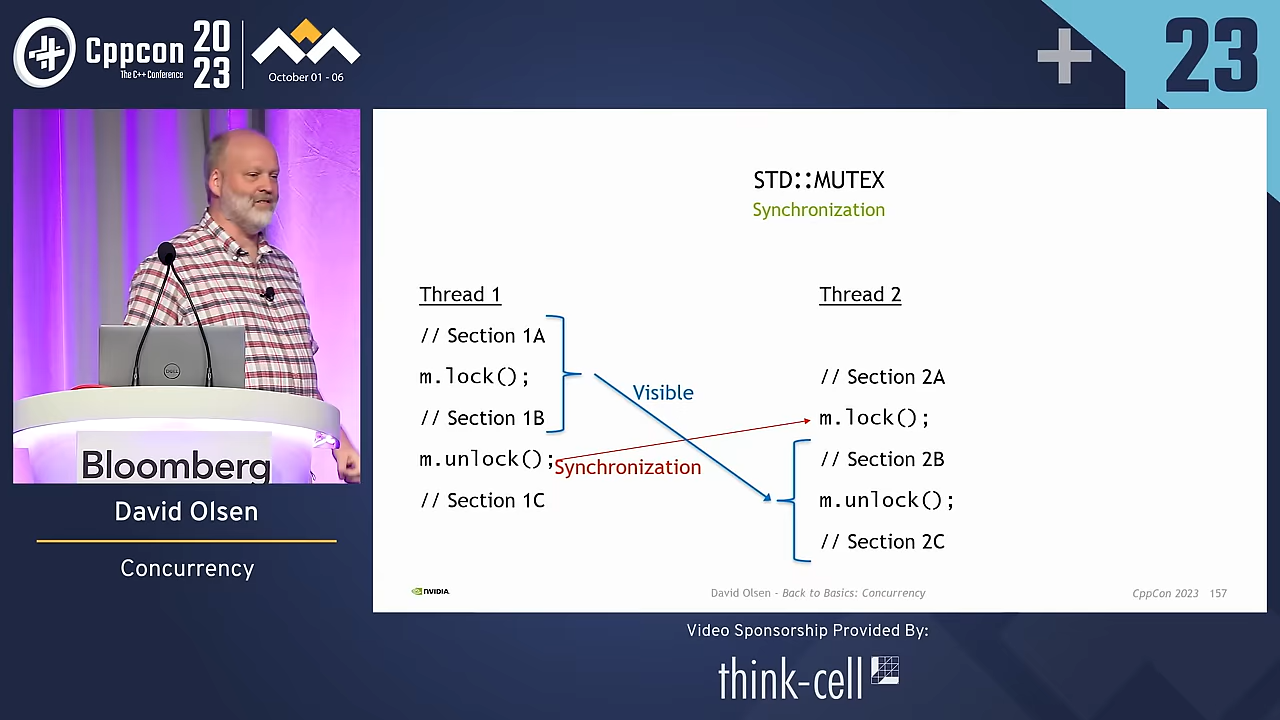 Cppcon
The C++ Conference
20
23
October 01 - 06
23
DELL
Bloomberg
David Olsen
Concurrency
STD::MUTEX
Synchronization
Thread 1
// Section 1A
m.lock();
// Section 1B
m.unlock();
// Section 1C
Visible
Synchronization
Thread 2
// Section 2A
m.lock();
// Section 2B
m.unlock();
// Section 2C
NVIDIA.
David Olsen - Back to Basics: Concurrency
CppCon 2023 157
Video Sponsorship Provided By:
think-cell